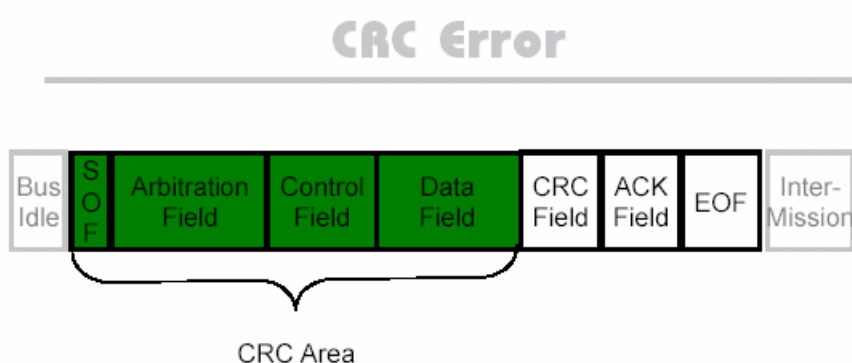 CRC Error
Bus
Idle
S
O
F
Arbitration
Field
Control
Field
Data
Field
CRC
Field
ACK
Field
EOF
Inter-
Mission
CRC Area